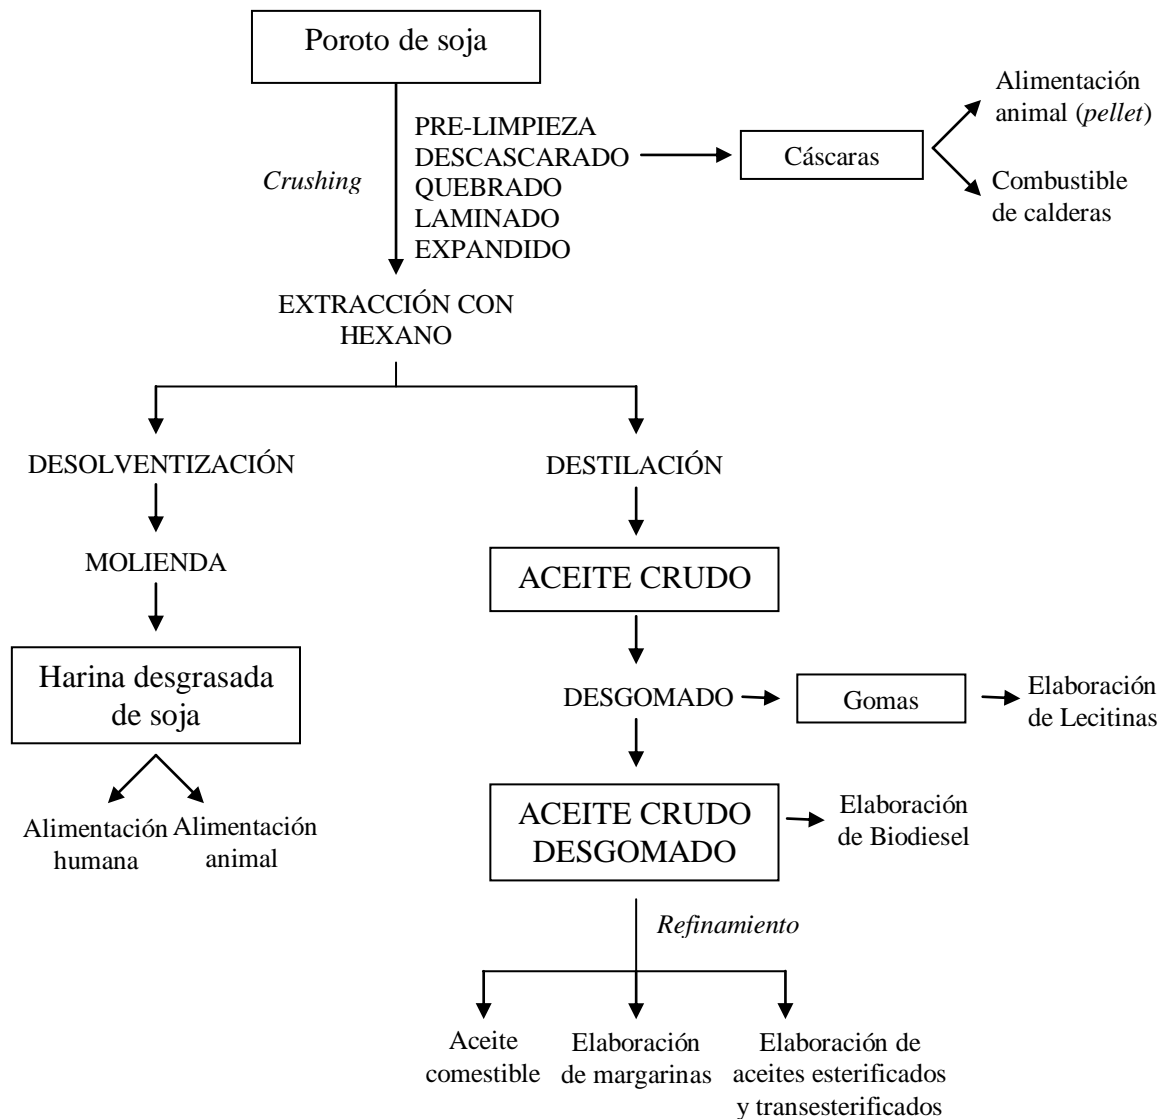 Poroto de soja
Crushing
PRE-LIMPIEZA
DESCASCARADO
QUEBRADO
LAMINADO
EXPANDIDO
Cáscaras
Alimentación
animal (pellet)
Combustible
de calderas
EXTRACCIÓN CON
HEXANO
DESOLVENTIZACIÓN
MOLIENDA
Harina desgrasada
de soja
Alimentación
humana
Alimentación
animal
DESTILACIÓN
ACEITE CRUDO
DESGOMADO
Gomas
Elaboración
de Lecitinas
ACEITE CRUDO
DESGOMADO
Elaboración
de Biodiesel
Refinamiento
Aceite
comestible
Elaboración
de margarinas
Elaboración de
aceites esterificados
y transesterificados